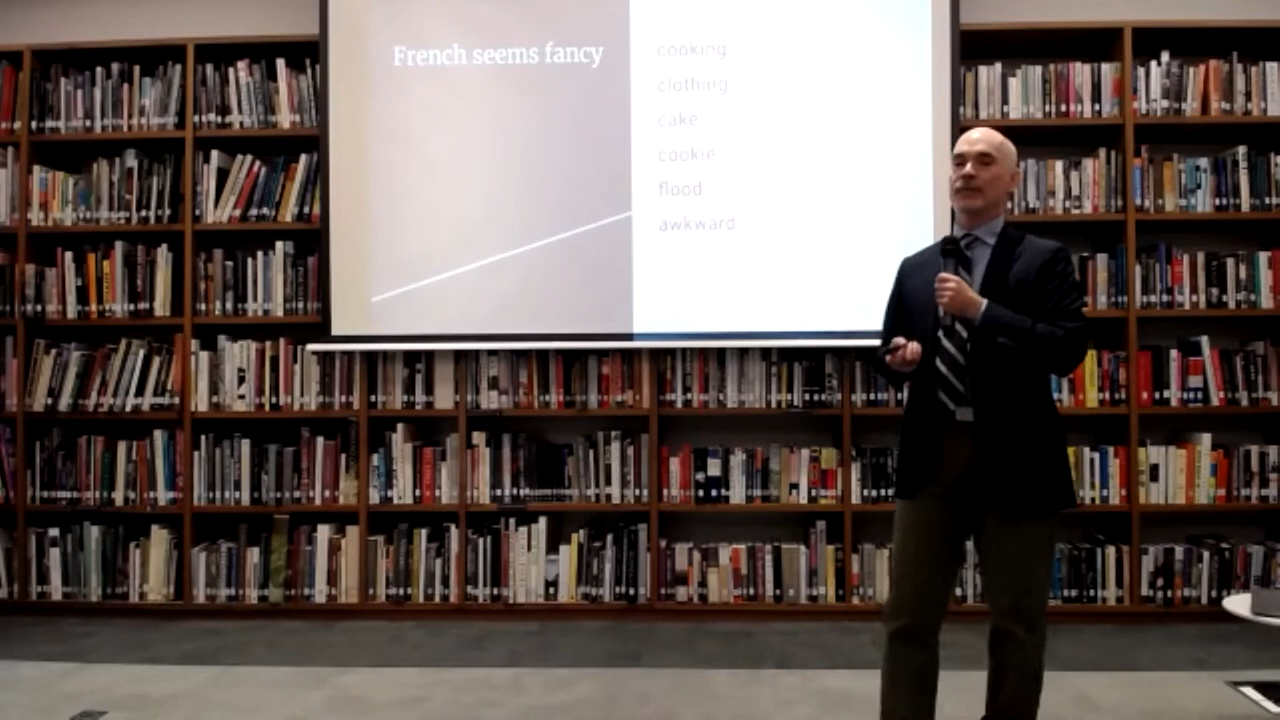 French seems fancy
cooking
clothing
cake
cookie
flood
awkward